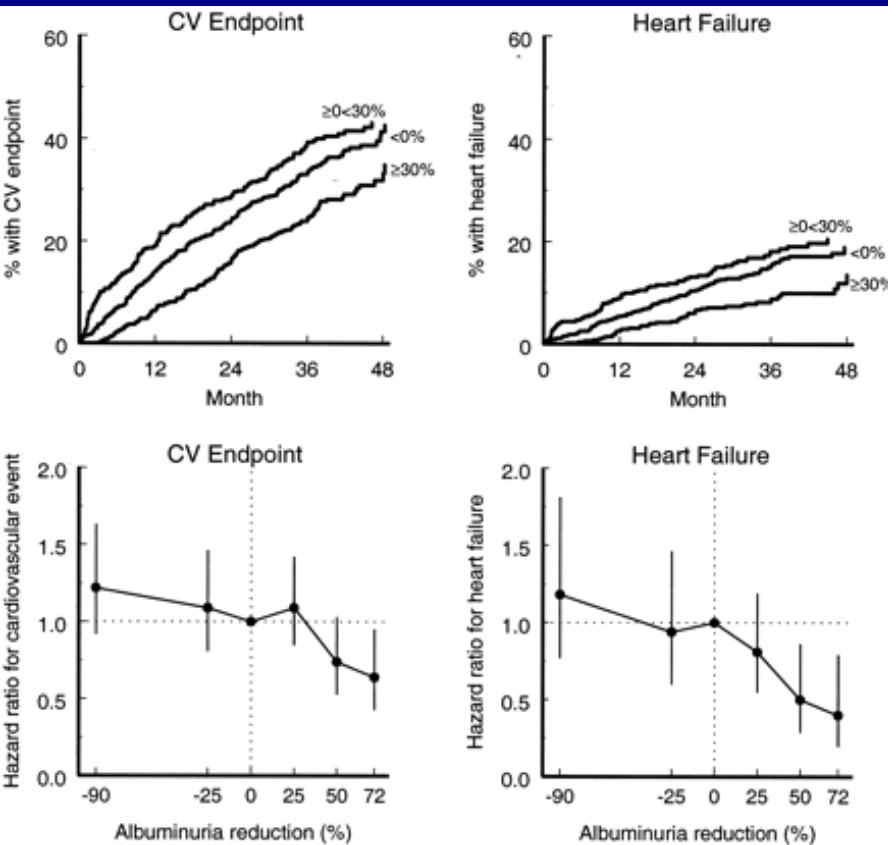 CV Endpoint
% with CV endpoint
60
40
20
0
≥0<30%
<0%
≥30%
0 12 24 36 48
Month
Heart Failure
% with heart failure
60
40
20
0
≥0<30%
<0%
≥30%
0 12 24 36 48
Month
CV Endpoint
Hazard ratio for cardiovascular event
2.0
1.5
1.0
0.5
0.0
-90 -25 0 25 50 72
Albuminuria reduction (%)
Heart Failure
Hazard ratio for heart failure
2.0
1.5
1.0
0.5
0.0
-90 -25 0 25 50 72
Albuminuria reduction (%)